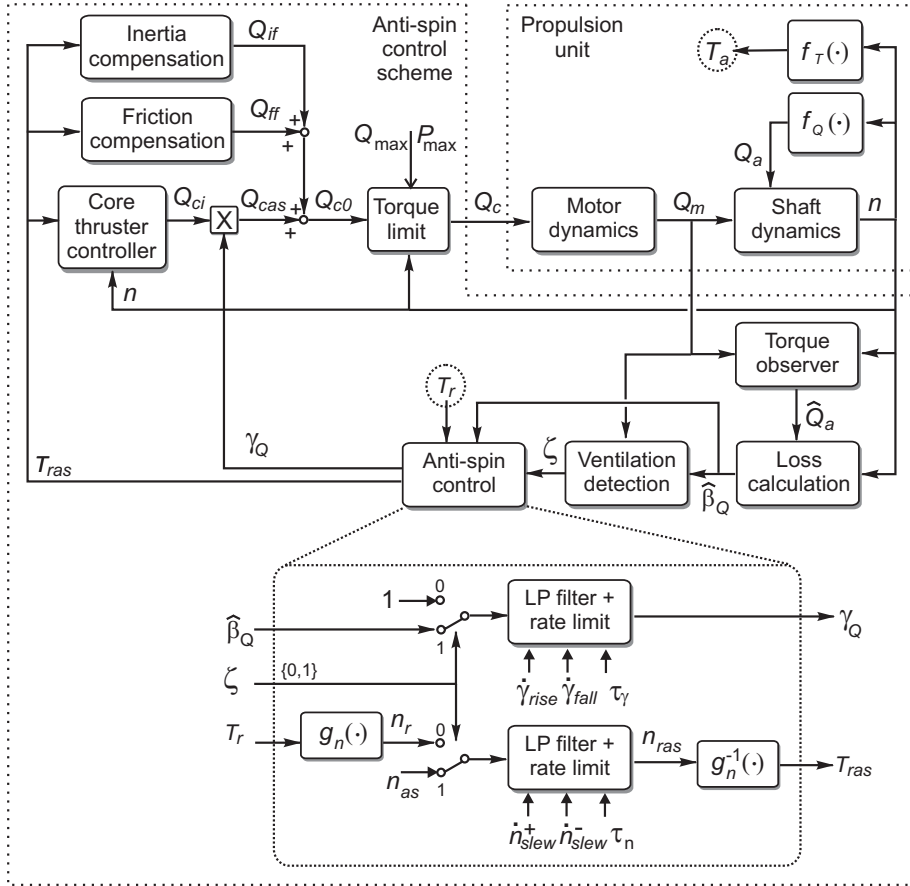 Inertia
compensation
Q_if
Anti-spin
control
scheme
Propulsion
unit
T_a
f_T(·)
Friction
compensation
Q_ff
+
+
Q_max
P_max
f_Q(·)
Q_a
Core
thruster
controller
Q_ci
X
Q_cas
+
+
Q_c0
Torque
limit
Q_c
Motor
dynamics
Q_m
Shaft
dynamics
n
n
Torque
observer
T_r
Q̂_a
γ_Q
T_ras
Anti-spin
control
ζ
Ventilation
detection
β̂_Q
Loss
calculation
1
0
β̂_Q
1
LP filter +
rate limit
γ_Q
ζ
{0,1}
γ̇_rise
γ̇_fall
τ_γ
T_r
g_n(·)
n_r
0
n_as
1
LP filter +
rate limit
n_ras
g_n^-1(·)
T_ras
ṅ_slew^+
ṅ_slew^-
τ_n